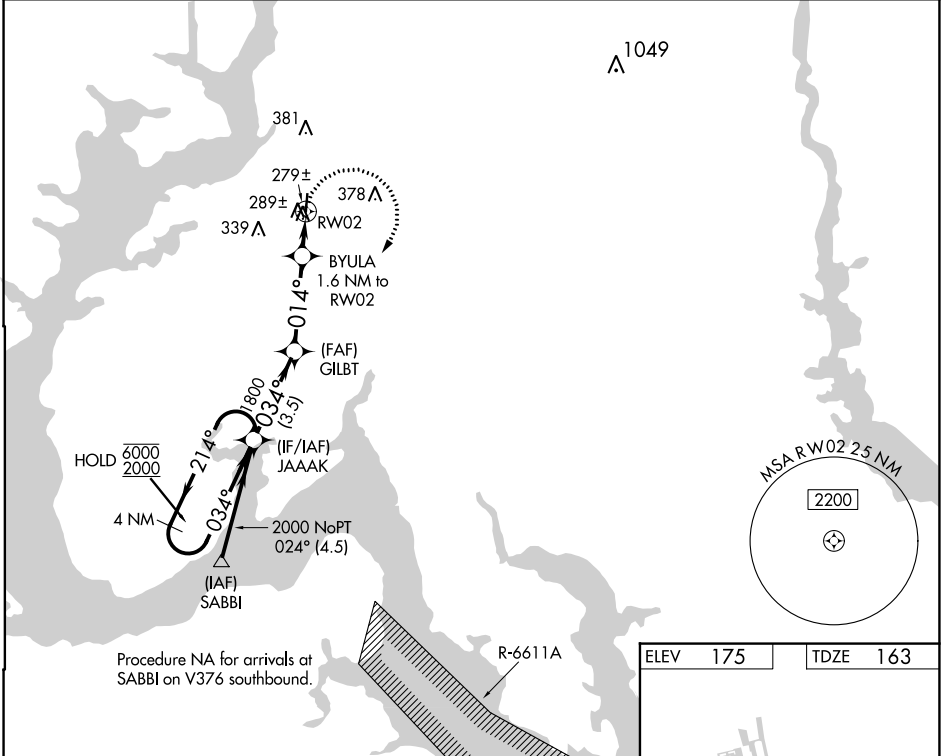 1049
381
279±
289±
378
339
RW02
BYULA
1.6 NM to
RW02
014°
(FAF)
GILBT
1800
034°
(3.5)
(IF/IAF)
JAAAK
HOLD 6000
2000
214°
034°
4 NM
2000 NoPT
024° (4.5)
(IAF)
SABBI
MSA RW02 25 NM
2200
Procedure NA for arrivals at
SABBI on V376 southbound.
R-6611A
ELEV 175
TDZE 163